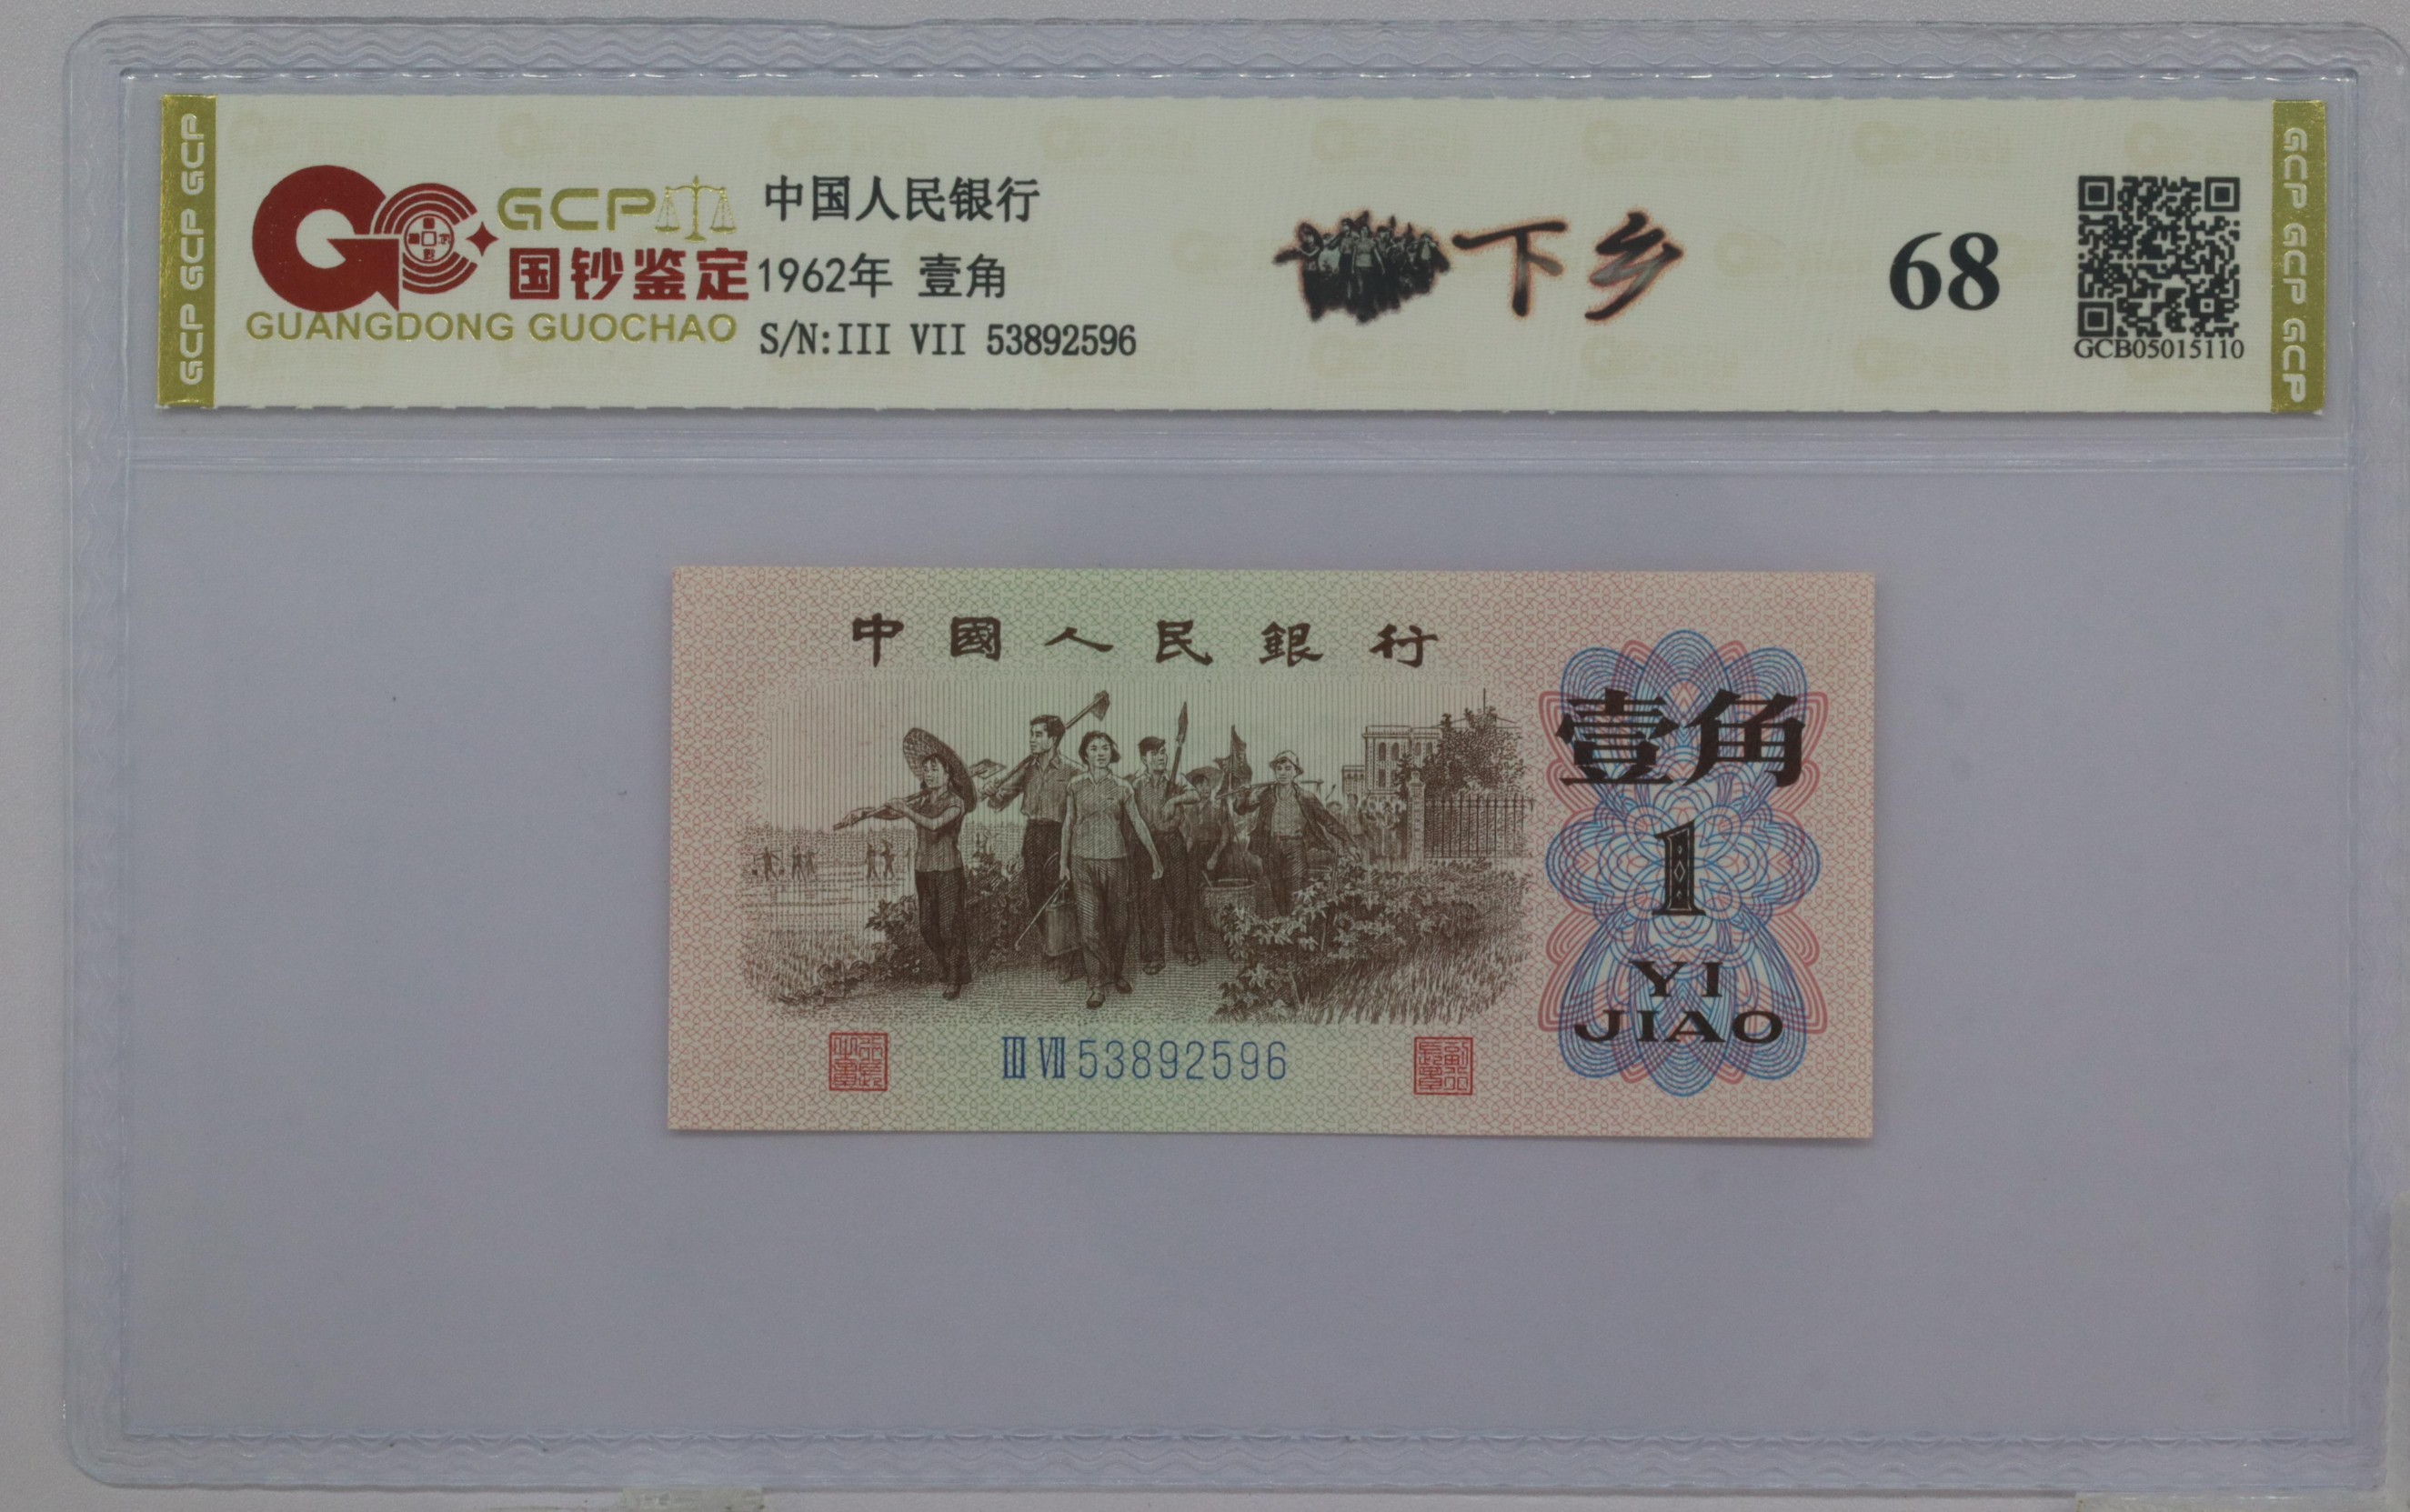 GCP GCP GCP
GCP
国钞鉴定
GUANGDONG GUOCHAO
中国人民银行
1962年 壹角
S/N:III VII 53892596
下乡
68
GCB05015110
GCP GCP GCP
中國人民銀行
壹角
1
YI
JIAO
III VII 53892596